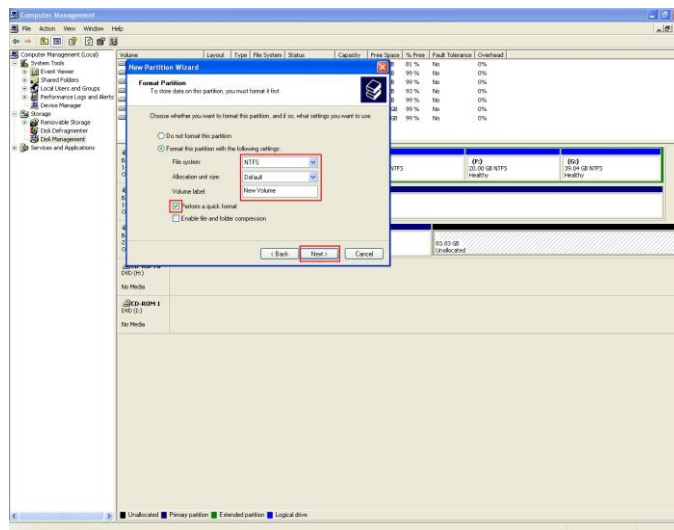 Computer Management
File Action View Window Help
Computer Management (Local)
System Tools
Event Viewer
Shared Folders
Local Users and Groups
Performance Logs and Alerts
Device Manager
Storage
Removable Storage
Disk Defragmenter
Disk Management
Services and Applications
Volume Layout Type File System Status Capacity Free Space % Free Fault Tolerance Overhead
81 % No 0%
99 % No 0%
99 % No 0%
93 % No 0%
99 % No 0%
GB 99 % No 0%
GB 99 % No 0%
New Partition Wizard
Format Partition
To store data on this partition, you must format it first.
Choose whether you want to format this partition, and if so, what settings you want to use.
Do not format this partition
Format this partition with the following settings:
File system: NTFS
Allocation unit size: Default
Volume label: New Volume
Perform a quick format
Enable file and folder compression
< Back Next > Cancel
NTFS
(F:)
20.00 GB NTFS
Healthy
(G:)
39.04 GB NTFS
Healthy
83.83 GB
Unallocated
DVD (H:)
No Media
CD-ROM 1
DVD (I:)
No Media
Unallocated Primary partition Extended partition Logical drive